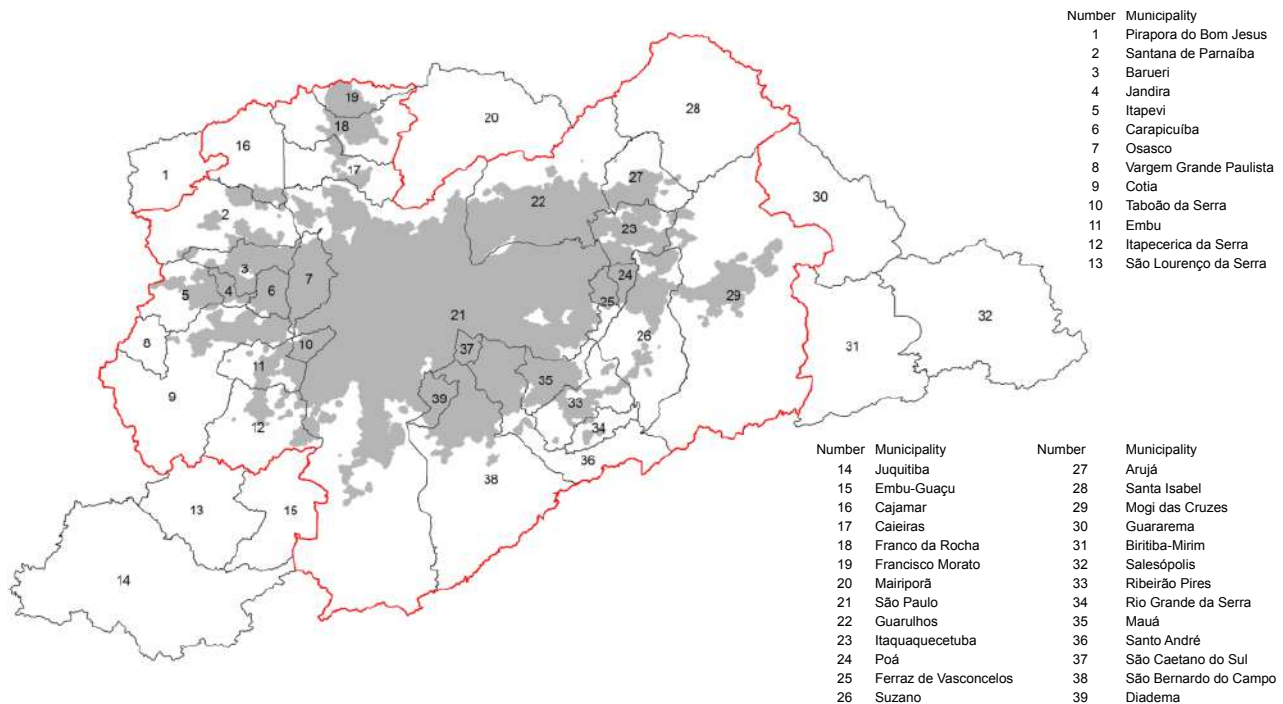 Number Municipality
1 Pirapora do Bom Jesus
2 Santana de Parnaíba
3 Barueri
4 Jandira
5 Itapevi
6 Carapicuíba
7 Osasco
8 Vargem Grande Paulista
9 Cotia
10 Taboão da Serra
11 Embu
12 Itapecerica da Serra
13 São Lourenço da Serra
19
18
20
28
16
17
1
27
22
2
30
23
3
7
24
6
5
4
29
25
21
32
26
8
10
37
31
11
35
9
39
33
12
34
36
38
13
15
14
Number Municipality
14 Juquitiba
15 Embu-Guaçu
16 Cajamar
17 Caieiras
18 Franco da Rocha
19 Francisco Morato
20 Mairiporã
21 São Paulo
22 Guarulhos
23 Itaquaquecetuba
24 Poá
25 Ferraz de Vasconcelos
26 Suzano
Number Municipality
27 Arujá
28 Santa Isabel
29 Mogi das Cruzes
30 Guararema
31 Biritiba-Mirim
32 Salesópolis
33 Ribeirão Pires
34 Rio Grande da Serra
35 Mauá
36 Santo André
37 São Caetano do Sul
38 São Bernardo do Campo
39 Diadema